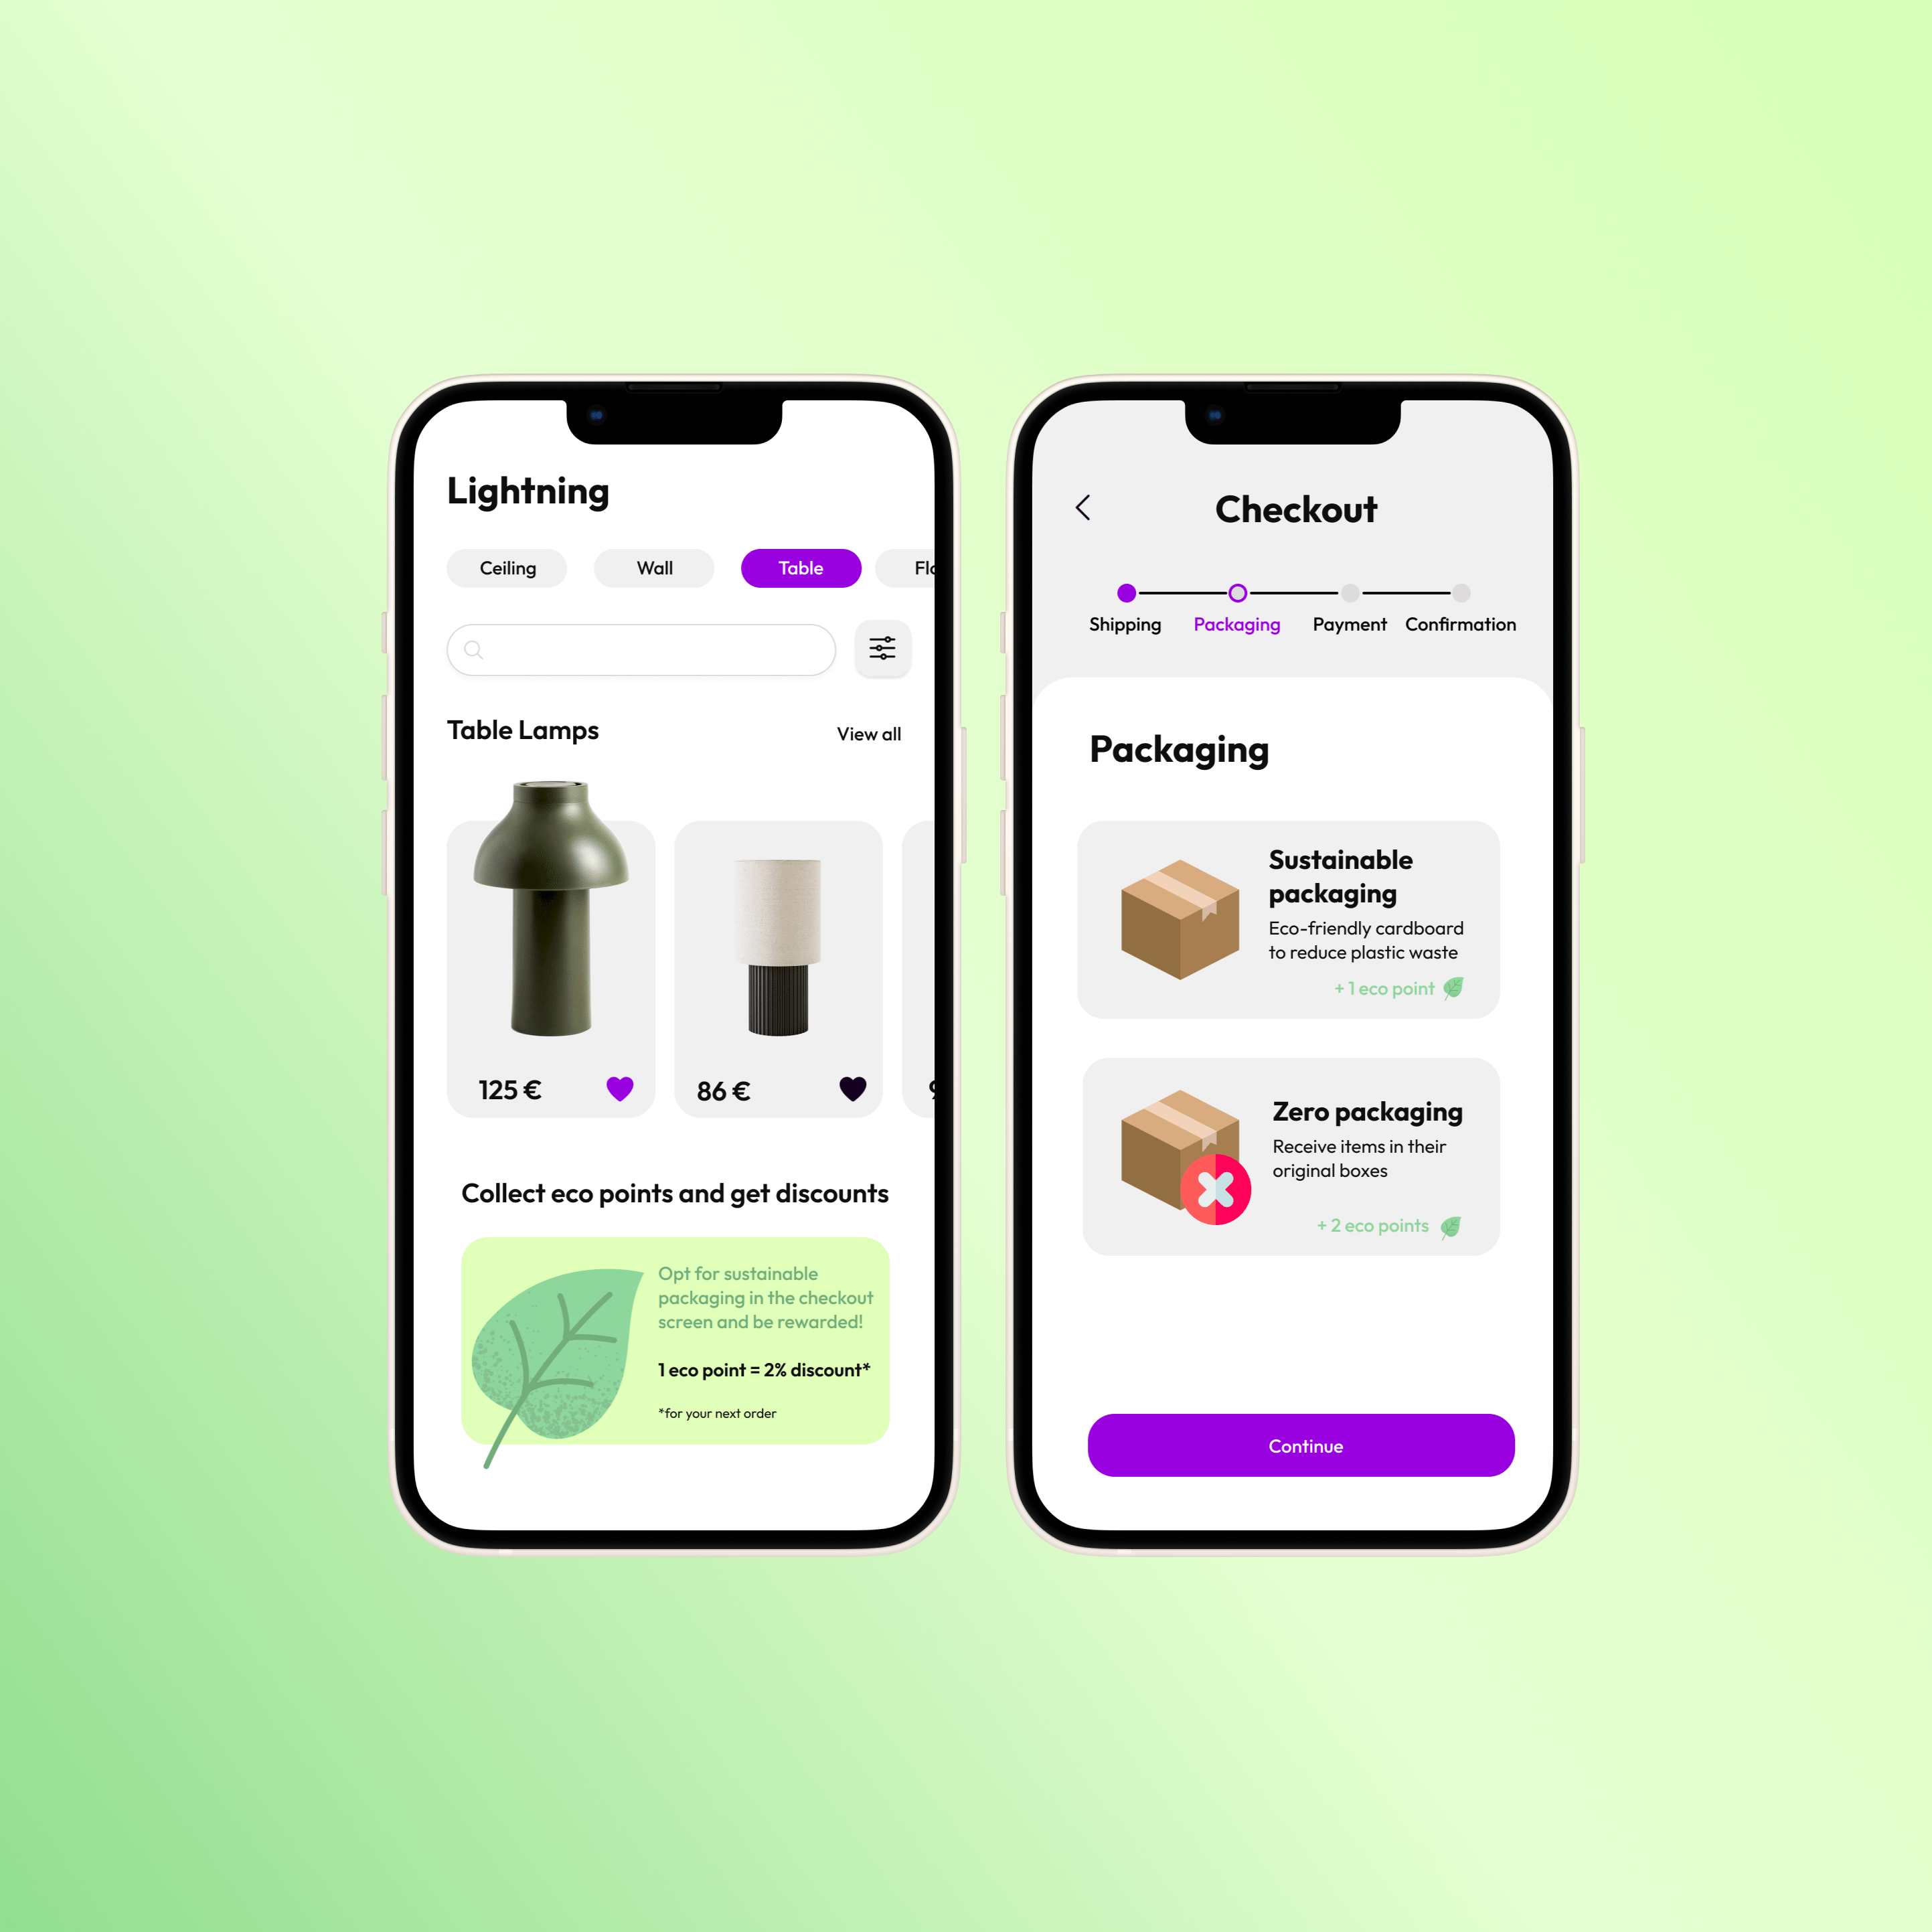 Lightning
Ceiling
Wall
Table
Flo
Table Lamps
View all
125 €
86 €
9
Collect eco points and get discounts
Opt for sustainable
packaging in the checkout
screen and be rewarded!
1 eco point = 2% discount*
*for your next order
Checkout
Shipping
Packaging
Payment
Confirmation
Packaging
Sustainable
packaging
Eco-friendly cardboard
to reduce plastic waste
+ 1 eco point
Zero packaging
Receive items in their
original boxes
+ 2 eco points
Continue